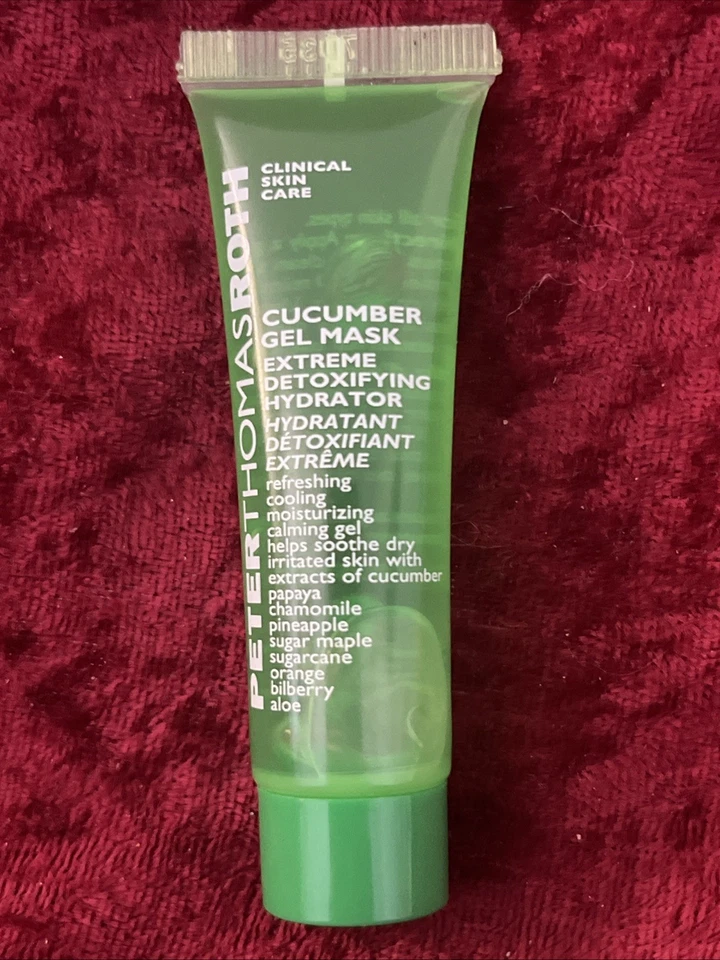 PETERTHOMASROTH
CLINICAL
SKIN
CARE
CUCUMBER
GEL MASK
EXTREME
DETOXIFYING
HYDRATOR
HYDRATANT
DÉTOXIFIANT
EXTRÊME
refreshing
cooling
moisturizing
calming gel
helps soothe dry
irritated skin with
extracts of cucumber
papaya
chamomile
pineapple
sugar maple
sugarcane
orange
bilberry
aloe